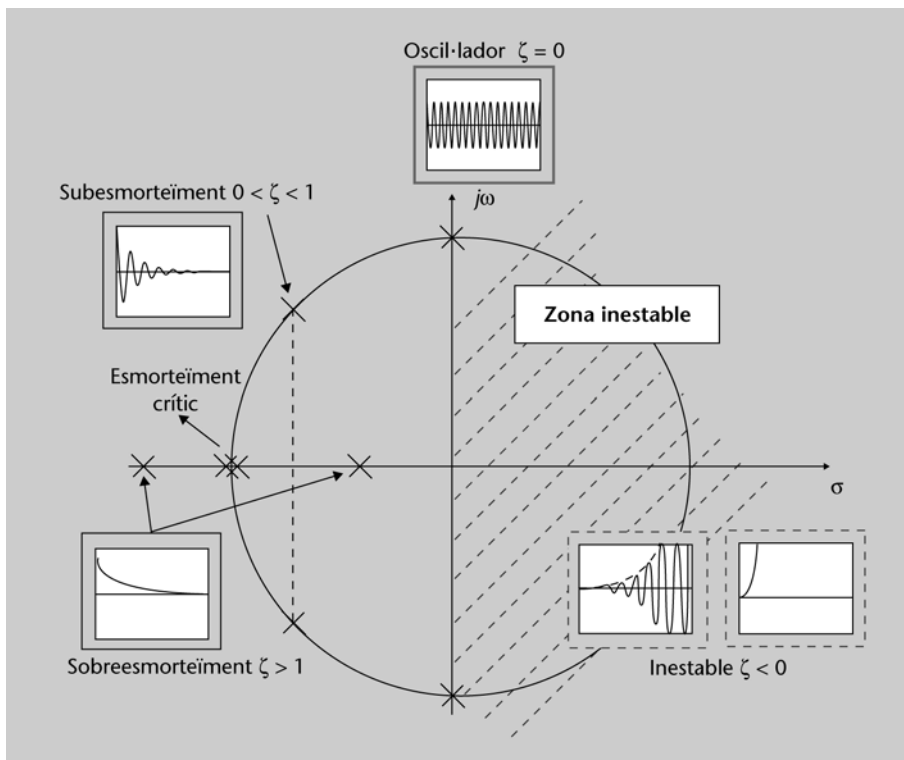 Oscil·lador ζ = 0
jω
Subesmorteïment 0 < ζ < 1
Zona inestable
Esmorteïment
crític
σ
Sobreesmorteïment ζ > 1
Inestable ζ < 0